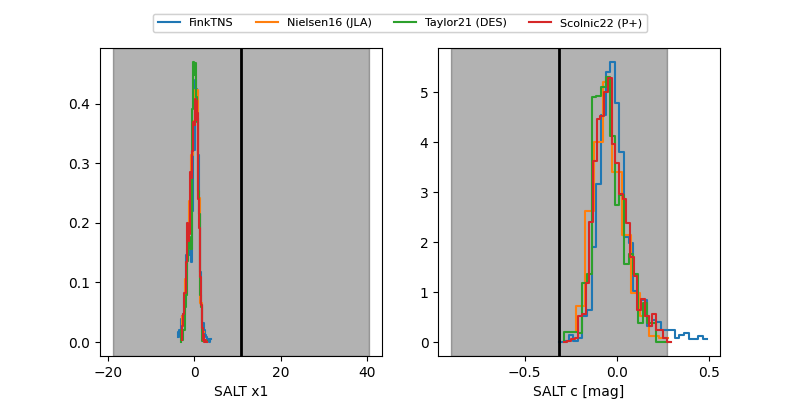 FinkTNS Nielsen16 (JLA) Taylor21 (DES) Scolnic22 (P+)
0.4
0.3
0.2
0.1
0.0
−20 0 20 40
SALT x1
5
4
3
2
1
0
−0.5 0.0 0.5
SALT c [mag]